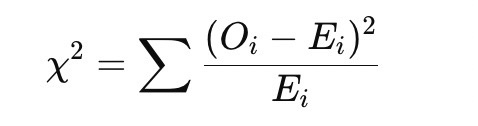 χ² = ∑ (Oᵢ − Eᵢ)² / Eᵢ